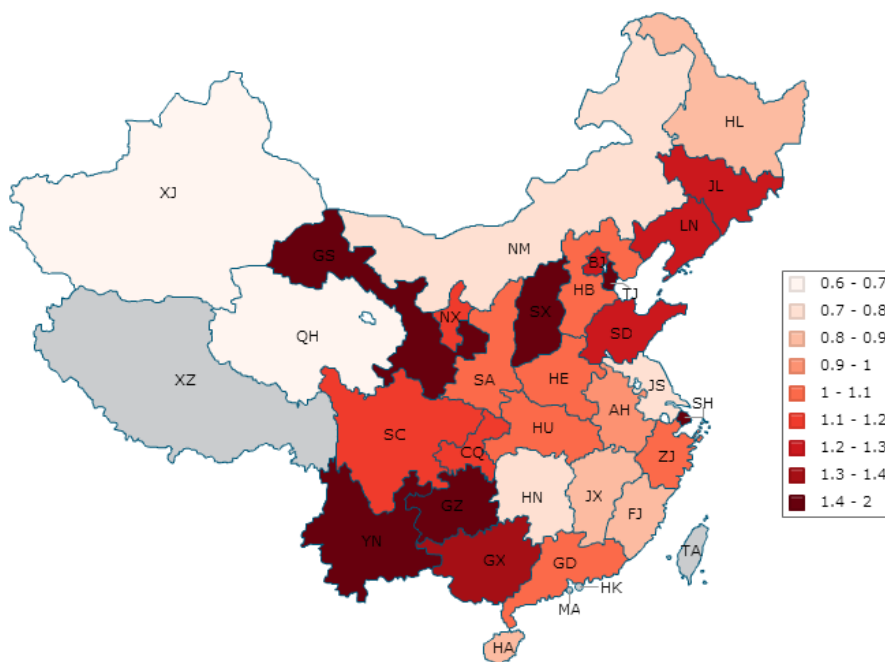 HL
XJ
JL
LN
GS
NM
BJ
0.6 - 0.7
TJ
HB
0.7 - 0.8
SX
NX
0.8 - 0.9
SD
QH
0.9 - 1
XZ
SA
HE
JS
1 - 1.1
SH
AH
1.1 - 1.2
SC
HU
CQ
ZJ
1.2 - 1.3
1.3 - 1.4
HN
JX
1.4 - 2
GZ
FJ
YN
TA
GX
GD
HK
MA
HA